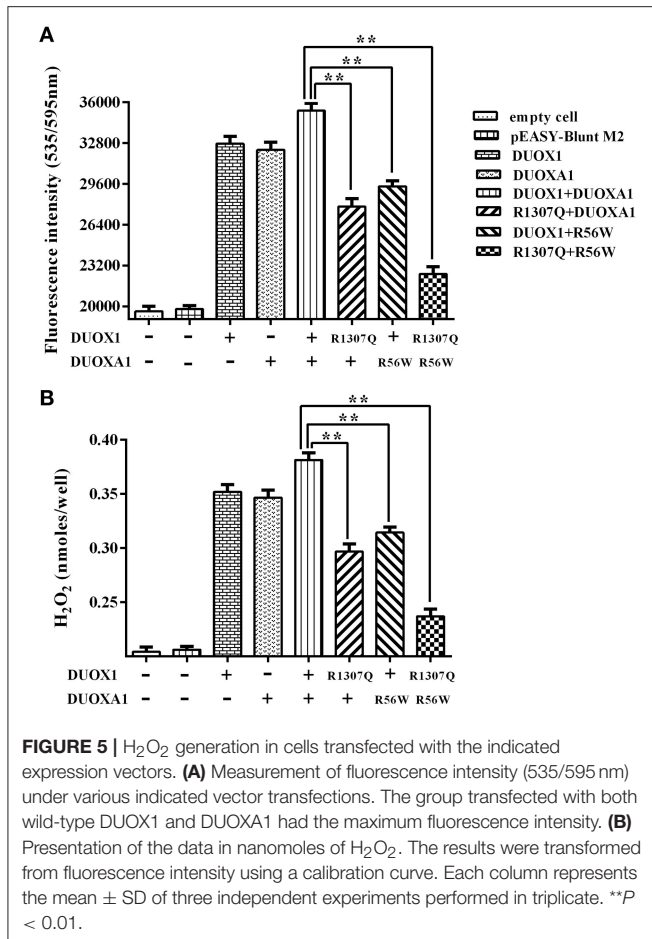 A
**
**
**
Fluorescence intensity (535/595nm)
36000
32800
29600
26400
23200
20000
empty cell
pEASY-Blunt M2
DUOX1
DUOXA1
DUOX1+DUOXA1
R1307Q+DUOXA1
DUOX1+R56W
R1307Q+R56W
DUOX1 - - + - + R1307Q + R1307Q
DUOXA1 - - - + + + R56W R56W
B
**
**
**
H₂O₂ (nmoles/well)
0.40
0.35
0.30
0.25
DUOX1 - - + - + R1307Q + R1307Q
DUOXA1 - - - + + + R56W R56W
FIGURE 5 | H₂O₂ generation in cells transfected with the indicated
expression vectors. (A) Measurement of fluorescence intensity (535/595 nm)
under various indicated vector transfections. The group transfected with both
wild-type DUOX1 and DUOXA1 had the maximum fluorescence intensity. (B)
Presentation of the data in nanomoles of H₂O₂. The results were transformed
from fluorescence intensity using a calibration curve. Each column represents
the mean ± SD of three independent experiments performed in triplicate. **P
< 0.01.